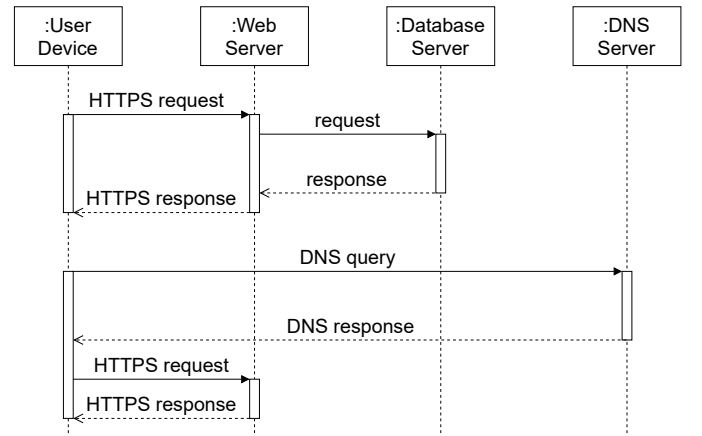 :User
Device
:Web
Server
:Database
Server
:DNS
Server
HTTPS request
request
response
HTTPS response
DNS query
DNS response
HTTPS request
HTTPS response